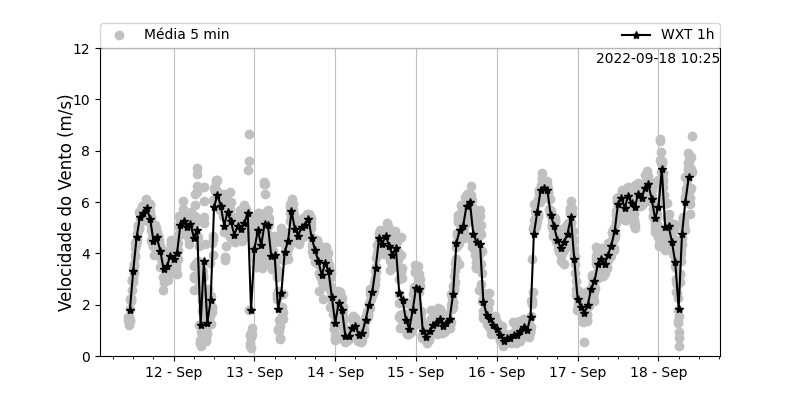 Média 5 min
WXT 1h
2022-09-18 10:25
Velocidade do Vento (m/s)
12
10
8
6
4
2
0
12 - Sep
13 - Sep
14 - Sep
15 - Sep
16 - Sep
17 - Sep
18 - Sep